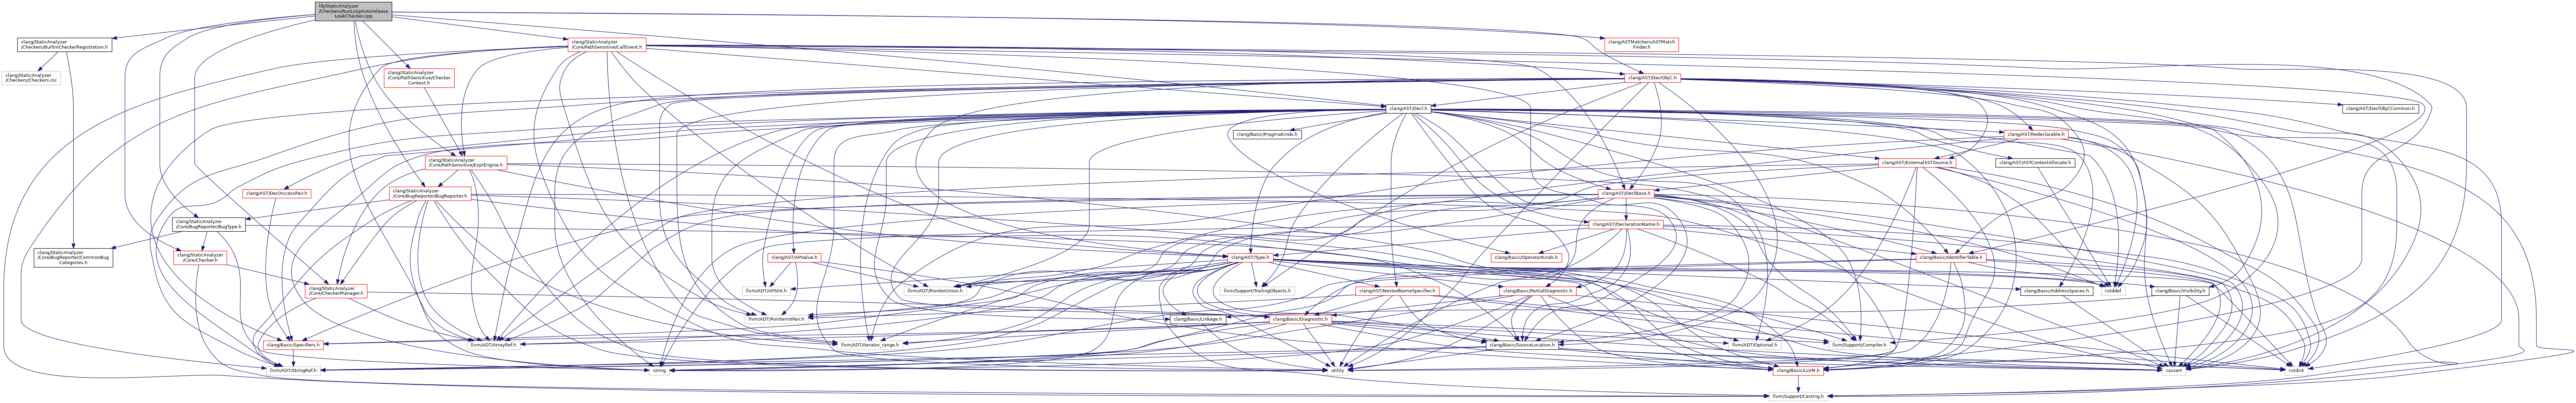 lib/StaticAnalyzer
/Checkers/RunLoopAutorelease
LeakChecker.cpp
clang/StaticAnalyzer
/Checkers/BuiltinCheckerRegistration.h
clang/StaticAnalyzer
/Core/PathSensitive/CallEvent.h
clang/ASTMatchers/ASTMatch
Finder.h
clang/StaticAnalyzer
/Checkers/Checkers.inc
clang/StaticAnalyzer
/Core/PathSensitive/Checker
Context.h
clang/AST/DeclObjC.h
clang/AST/Decl.h
clang/AST/DeclObjCCommon.h
clang/Basic/PragmaKinds.h
clang/AST/Redeclarable.h
clang/StaticAnalyzer
/Core/PathSensitive/ExprEngine.h
clang/AST/ExternalASTSource.h
clang/AST/ASTContextAllocate.h
clang/AST/DeclAccessPair.h
clang/StaticAnalyzer
/Core/BugReporter/BugReporter.h
clang/AST/DeclBase.h
clang/StaticAnalyzer
/Core/BugReporter/BugType.h
clang/AST/DeclarationName.h
clang/StaticAnalyzer
/Core/BugReporter/CommonBug
Categories.h
clang/StaticAnalyzer
/Core/Checker.h
clang/AST/APValue.h
clang/AST/Type.h
clang/Basic/OperatorKinds.h
clang/Basic/IdentifierTable.h
clang/StaticAnalyzer
/Core/CheckerManager.h
llvm/ADT/APSInt.h
llvm/ADT/PointerUnion.h
llvm/Support/TrailingObjects.h
clang/AST/NestedNameSpecifier.h
clang/Basic/PartialDiagnostic.h
clang/Basic/AddressSpaces.h
cstddef
clang/Basic/Visibility.h
llvm/ADT/PointerIntPair.h
clang/Basic/Linkage.h
clang/Basic/Diagnostic.h
clang/Basic/Specifiers.h
llvm/ADT/ArrayRef.h
llvm/ADT/iterator_range.h
clang/Basic/SourceLocation.h
llvm/ADT/Optional.h
llvm/Support/Compiler.h
llvm/ADT/StringRef.h
string
utility
clang/Basic/LLVM.h
cassert
cstdint
llvm/Support/Casting.h